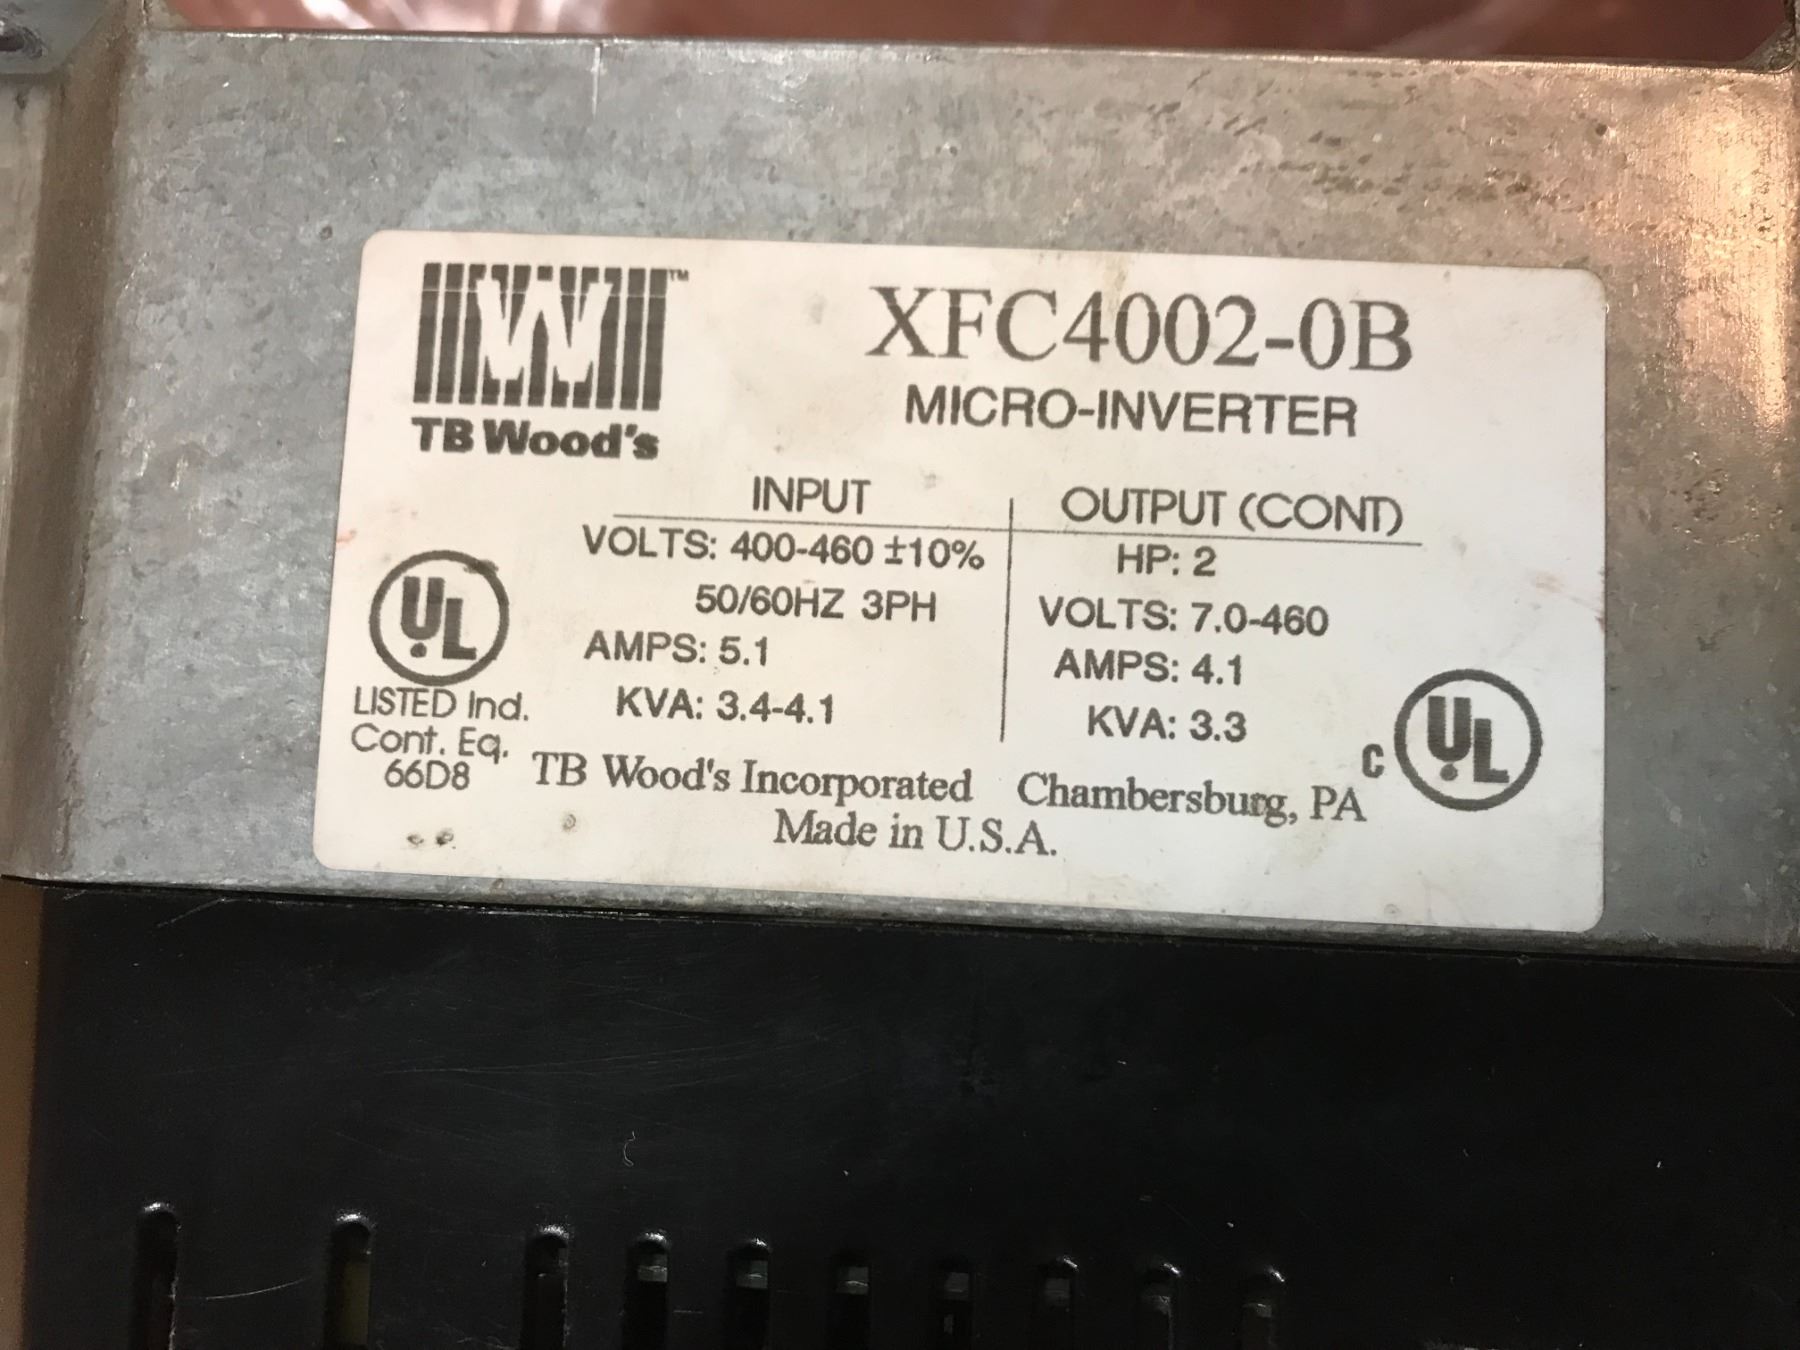 W™
TB Wood's
XFC4002-0B
MICRO-INVERTER
INPUT
VOLTS: 400-460 ±10%
50/60HZ 3PH
AMPS: 5.1
KVA: 3.4-4.1
OUTPUT (CONT)
HP: 2
VOLTS: 7.0-460
AMPS: 4.1
KVA: 3.3
UL
LISTED Ind.
Cont. Eq.
66D8
C UL
TB Wood's Incorporated Chambersburg, PA
Made in U.S.A.